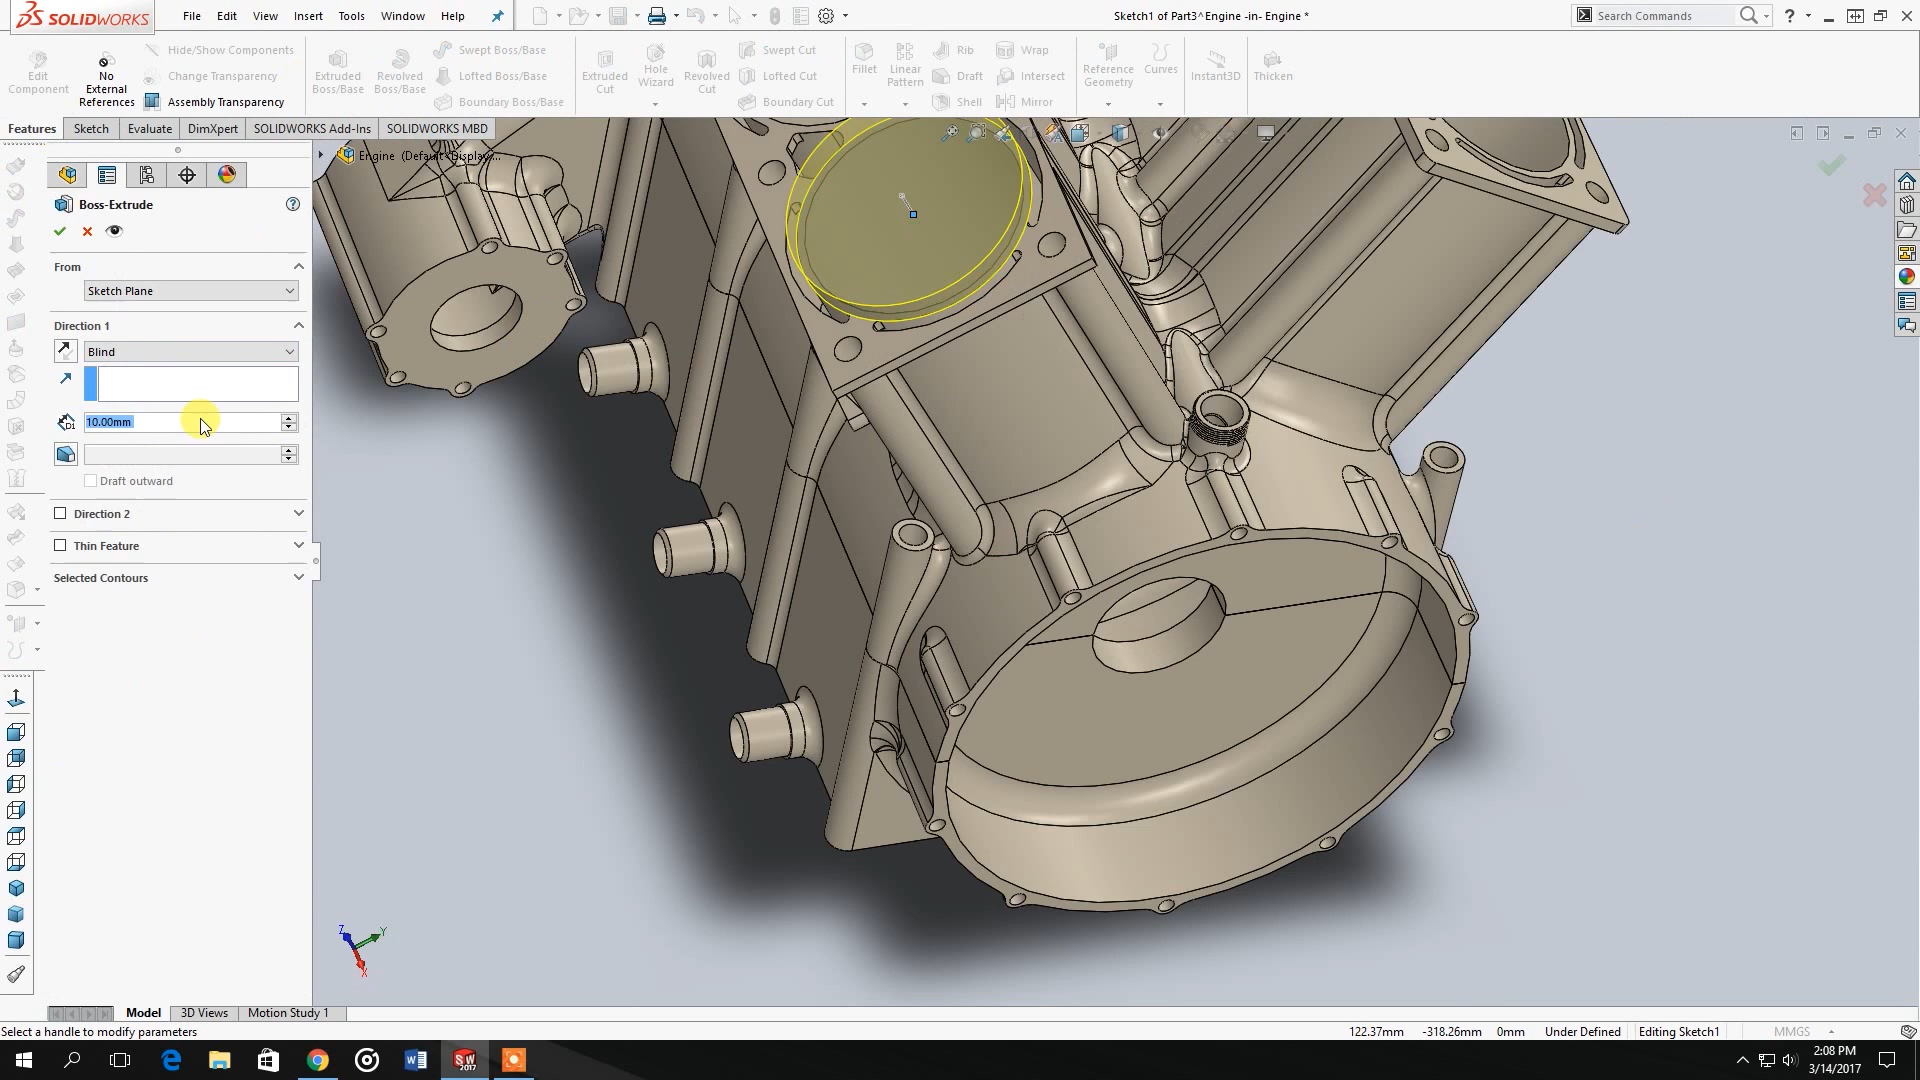 SOLIDWORKS File Edit View Insert Tools Window Help Sketch1 of Part3^Engine -in- Engine * Search Commands ?
Edit Component
No External References
Hide/Show Components
Change Transparency
Assembly Transparency
Extruded Boss/Base
Revolved Boss/Base
Swept Boss/Base
Lofted Boss/Base
Boundary Boss/Base
Extruded Cut
Hole Wizard
Revolved Cut
Swept Cut
Lofted Cut
Boundary Cut
Fillet
Linear Pattern
Rib
Draft
Shell
Wrap
Intersect
Mirror
Reference Geometry
Curves
Instant3D
Thicken
Features Sketch Evaluate DimXpert SOLIDWORKS Add-Ins SOLIDWORKS MBD
Engine (Default<Display...
Boss-Extrude ?
From
Sketch Plane
Direction 1
Blind
D1 10.00mm
Draft outward
Direction 2
Thin Feature
Selected Contours
Z Y
X
Model 3D Views Motion Study 1
Select a handle to modify parameters 122.37mm -318.26mm 0mm Under Defined Editing Sketch1 MMGS
SW 2017
2:08 PM
3/14/2017